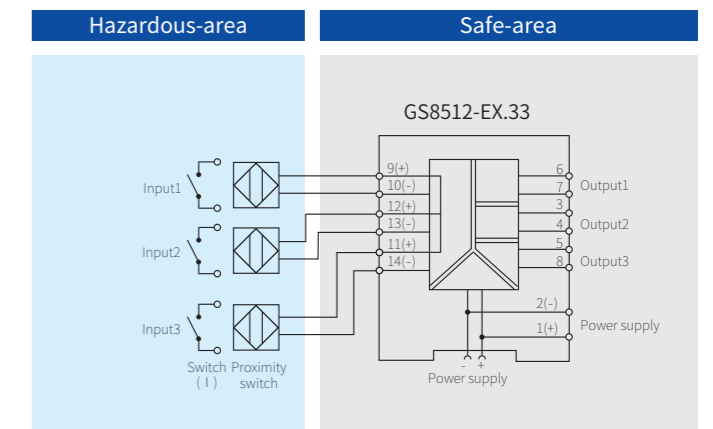 Hazardous-area
Safe-area
GS8512-EX.33
Input1
9(+)
10(-)
6
7
Output1
12(+)
13(-)
3
4
Output2
Input2
11(+)
14(-)
5
8
Output3
2(-)
1(+)
Power supply
Input3
- +
Power supply
Switch
( I )
Proximity
switch